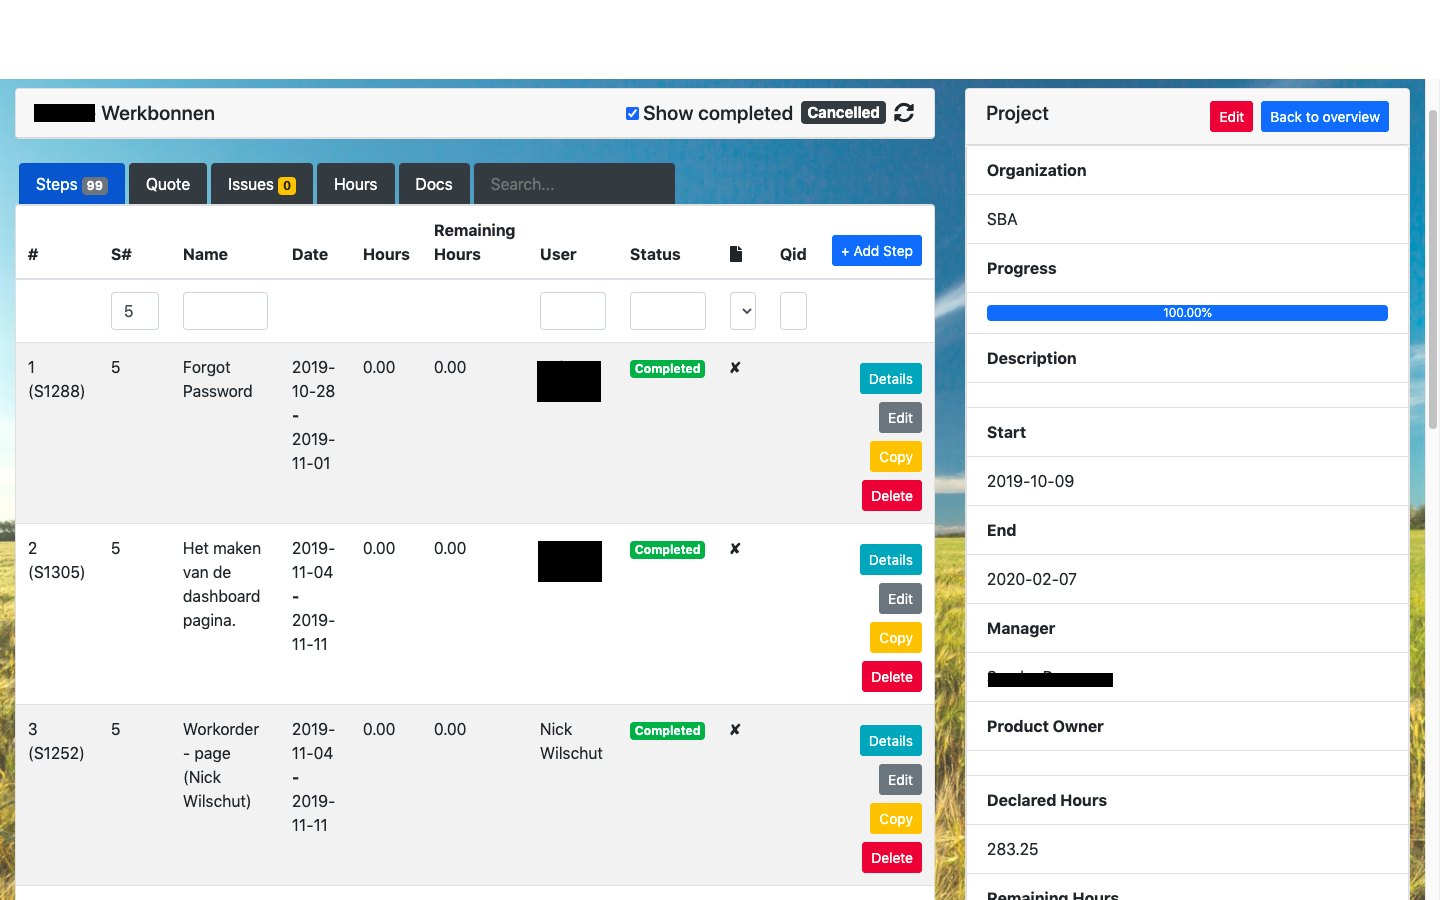 Werkbonnen
Show completed Cancelled
Steps 99 Quote Issues 0 Hours Docs Search...
# S# Name Date Hours Remaining Hours User Status Qid + Add Step
5
1 (S1288)
5
Forgot Password
2019-10-28 - 2019-11-01
0.00
0.00
Completed
✘
Details
Edit
Copy
Delete
2 (S1305)
5
Het maken van de dashboard pagina.
2019-11-04 - 2019-11-11
0.00
0.00
Completed
✘
Details
Edit
Copy
Delete
3 (S1252)
5
Workorder - page (Nick Wilschut)
2019-11-04 - 2019-11-11
0.00
0.00
Nick Wilschut
Completed
✘
Details
Edit
Copy
Delete
Project
Edit
Back to overview
Organization
SBA
Progress
100.00%
Description
Start
2019-10-09
End
2020-02-07
Manager
Product Owner
Declared Hours
283.25
Remaining Hours